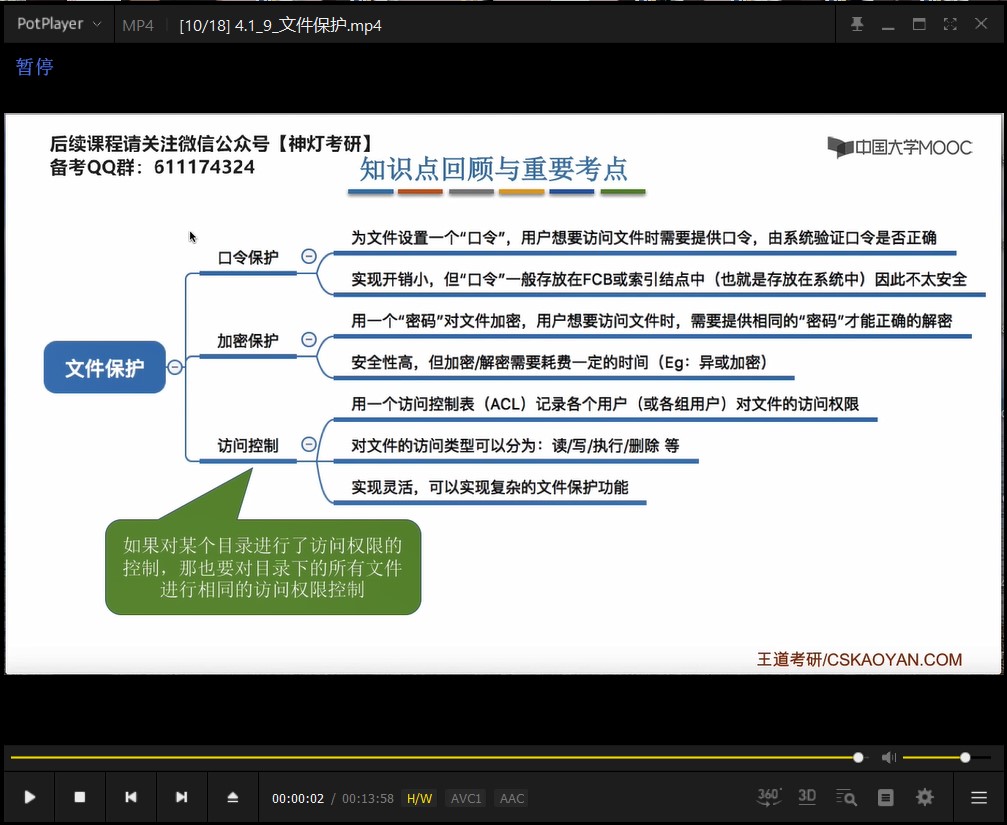 PotPlayer MP4 [10/18] 4.1_9_文件保护.mp4
暂停
后续课程请关注微信公众号【神灯考研】
备考QQ群：611174324
中国大学MOOC
知识点回顾与重要考点
文件保护
口令保护
为文件设置一个“口令”，用户想要访问文件时需要提供口令，由系统验证口令是否正确
实现开销小，但“口令”一般存放在FCB或索引结点中（也就是存放在系统中）因此不太安全
加密保护
用一个“密码”对文件加密，用户想要访问文件时，需要提供相同的“密码”才能正确的解密
安全性高，但加密/解密需要耗费一定的时间（Eg：异或加密）
访问控制
用一个访问控制表（ACL）记录各个用户（或各组用户）对文件的访问权限
对文件的访问类型可以分为：读/写/执行/删除 等
实现灵活，可以实现复杂的文件保护功能
如果对某个目录进行了访问权限的
控制，那也要对目录下的所有文件
进行相同的访问权限控制
王道考研/CSKAOYAN.COM
00:00:02 / 00:13:58 H/W AVC1 AAC
360° 3D